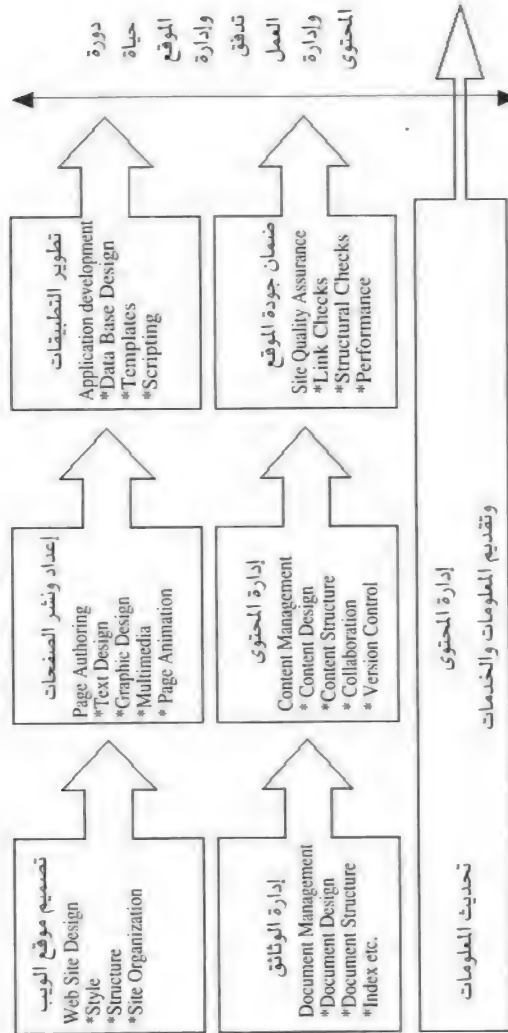 تصميم موقع الويب
Web Site Design
*Style
*Structure
*Site Organization
إعداد ونشر الصفحات
Page Authoring
*Text Design
*Graphic Design
*Multimedia
* Page Animation
تطوير التطبيقات
Application development
*Data Base Design
*Templates
*Scripting
إدارة الوثائق
Document Management
*Document Design
*Document Structure
*Index etc.
إدارة المحتوى
Content Management
* Content Design
*Content Structure
* Collaboration
* Version Control
ضمان جودة الموقع
Site Quality Assurance
*Link Checks
*Structural Checks
*Performance
دورة
حياة
الموقع
وإدارة
تدفق
العمل
وإدارة
المحتوى
تحديث المعلومات
إدارة المحتوى
وتقديم المعلومات والخدمات